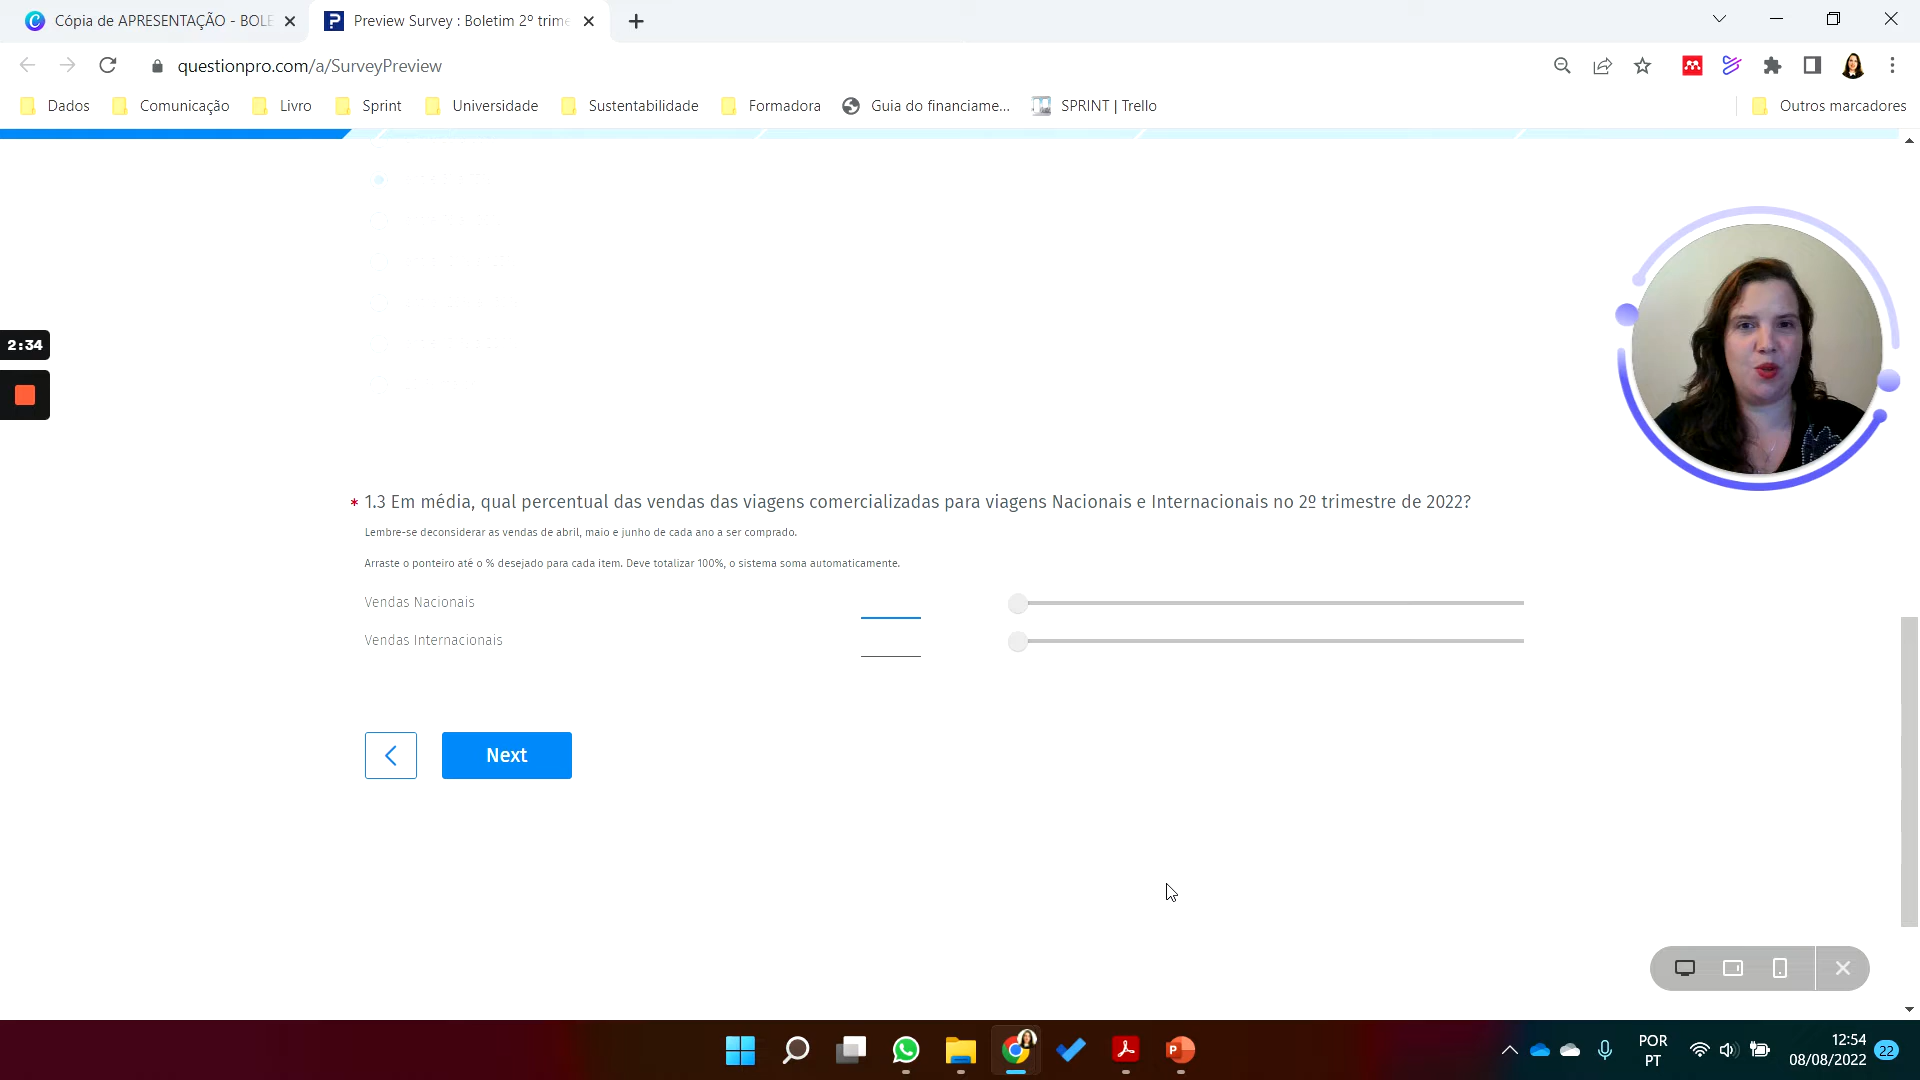 Cópia de APRESENTAÇÃO - BOLE
Preview Survey : Boletim 2º trime
questionpro.com/a/SurveyPreview
Dados
Comunicação
Livro
Sprint
Universidade
Sustentabilidade
Formadora
Guia do financiame...
SPRINT | Trello
Outros marcadores
2:34
* 1.3 Em média, qual percentual das vendas das viagens comercializadas para viagens Nacionais e Internacionais no 2º trimestre de 2022?
Lembre-se deconsiderar as vendas de abril, maio e junho de cada ano a ser comprado.
Arraste o ponteiro até o % desejado para cada item. Deve totalizar 100%, o sistema soma automaticamente.
Vendas Nacionais
Vendas Internacionais
Next
POR
PT
12:54
08/08/2022
22